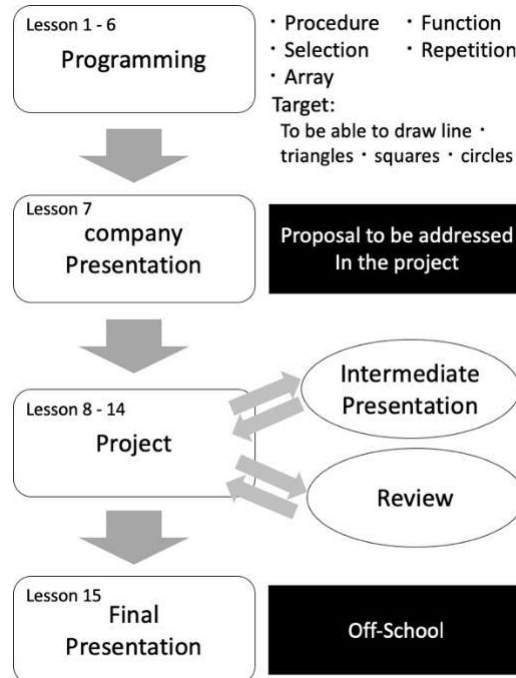 Lesson 1 - 6
Programming
・Procedure ・Function
・Selection ・Repetition
・Array
Target:
To be able to draw line・
triangles・squares・circles
Lesson 7
company
Presentation
Proposal to be addressed
In the project
Lesson 8 - 14
Project
Intermediate
Presentation
Review
Lesson 15
Final
Presentation
Off-School